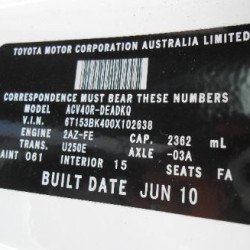 TOYOTA MOTOR CORPORATION AUSTRALIA LIMITED
CORRESPONDENCE MUST BEAR THESE NUMBERS
MODEL ACV40R-DEADKQ
V.I.N. 6T153BK400X102638
ENGINE 2AZ-FE CAP. 2362 mL
TRANS. U250E AXLE -03A
AINT 061 INTERIOR 15 SEATS FA
BUILT DATE JUN 10